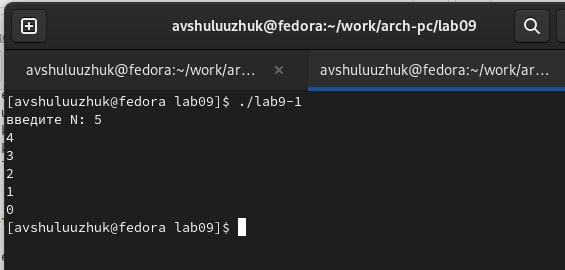 avshuluuzhuk@fedora:~/work/arch-pc/lab09
avshuluuzhuk@fedora:~/work/ar...
avshuluuzhuk@fedora:~/work/ar...
[avshuluuzhuk@fedora lab09]$ ./lab9-1
введите N: 5
4
3
2
1
0
[avshuluuzhuk@fedora lab09]$